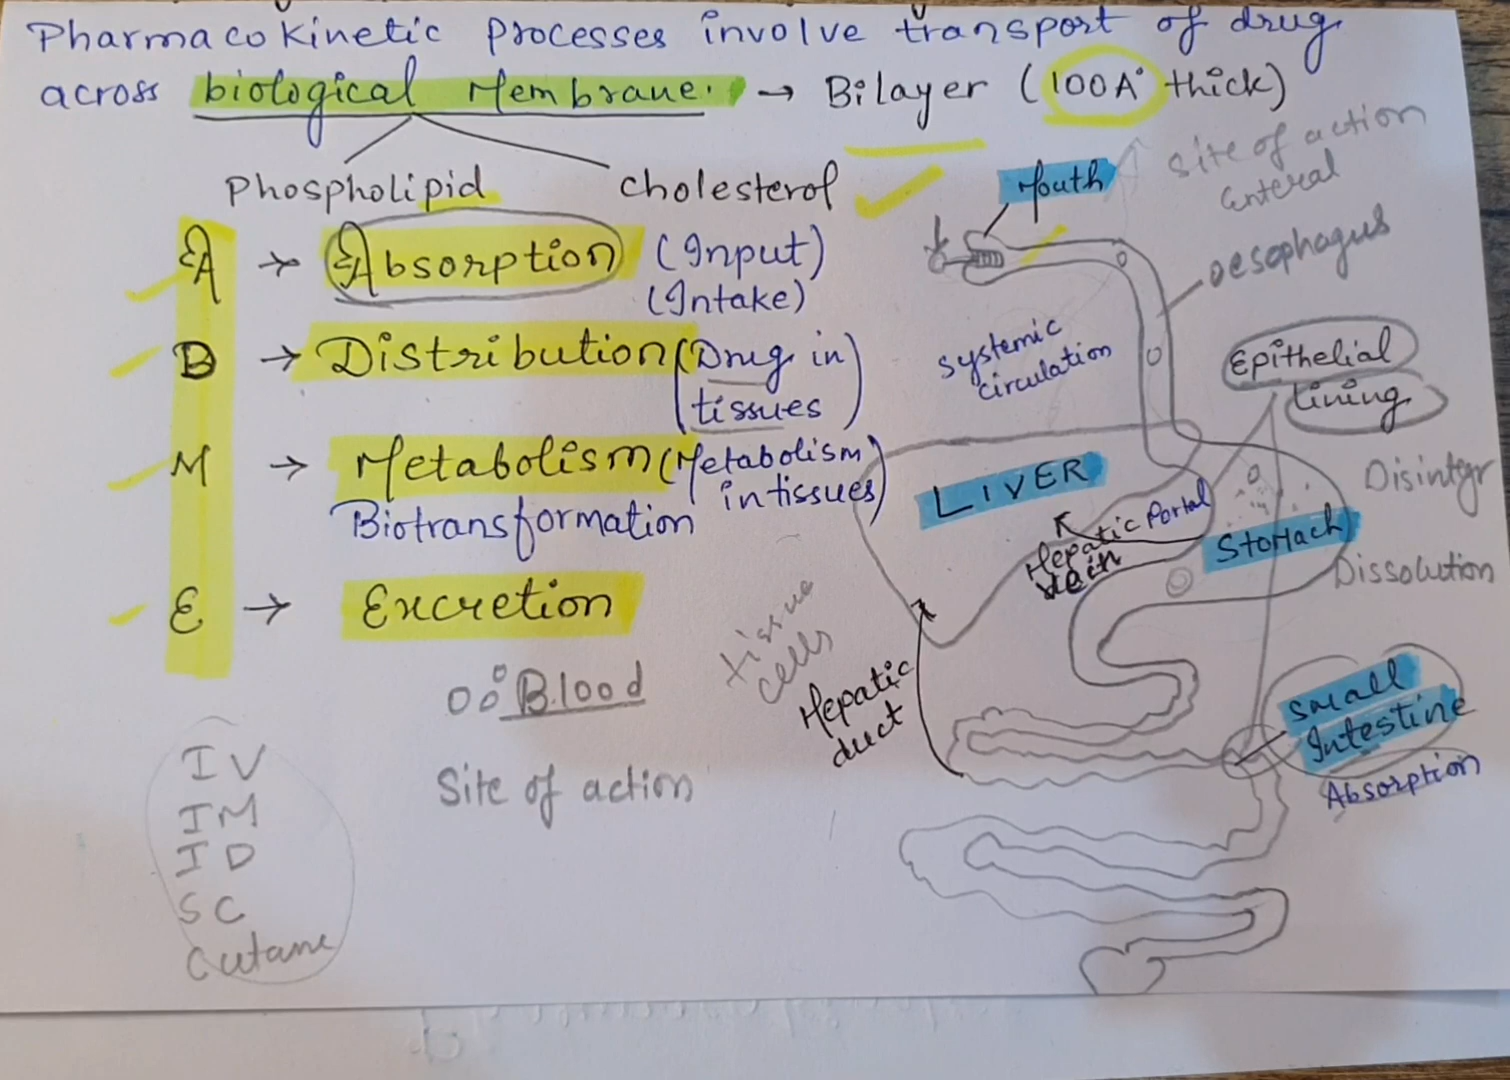 Pharmacokinetic processes involve transport of drug
across biological Membrane. → Bilayer (100A° thick)
Phospholipid
cholesterol
A → Absorption (Input)
(Intake)
D → Distribution (Drug in
tissues)
M → Metabolism (Metabolism
in tissues)
Biotransformation
E → Excretion
Blood
Site of action
IV
IM
ID
SC
Cutane
Mouth
Site of action
enteral
oesophagus
systemic
circulation
Epithelial
lining
LIVER
Disintegr
Hepatic Portal
Vein
Stomach
Dissolution
tissue
cells
Hepatic
duct
small
Intestine
Absorption